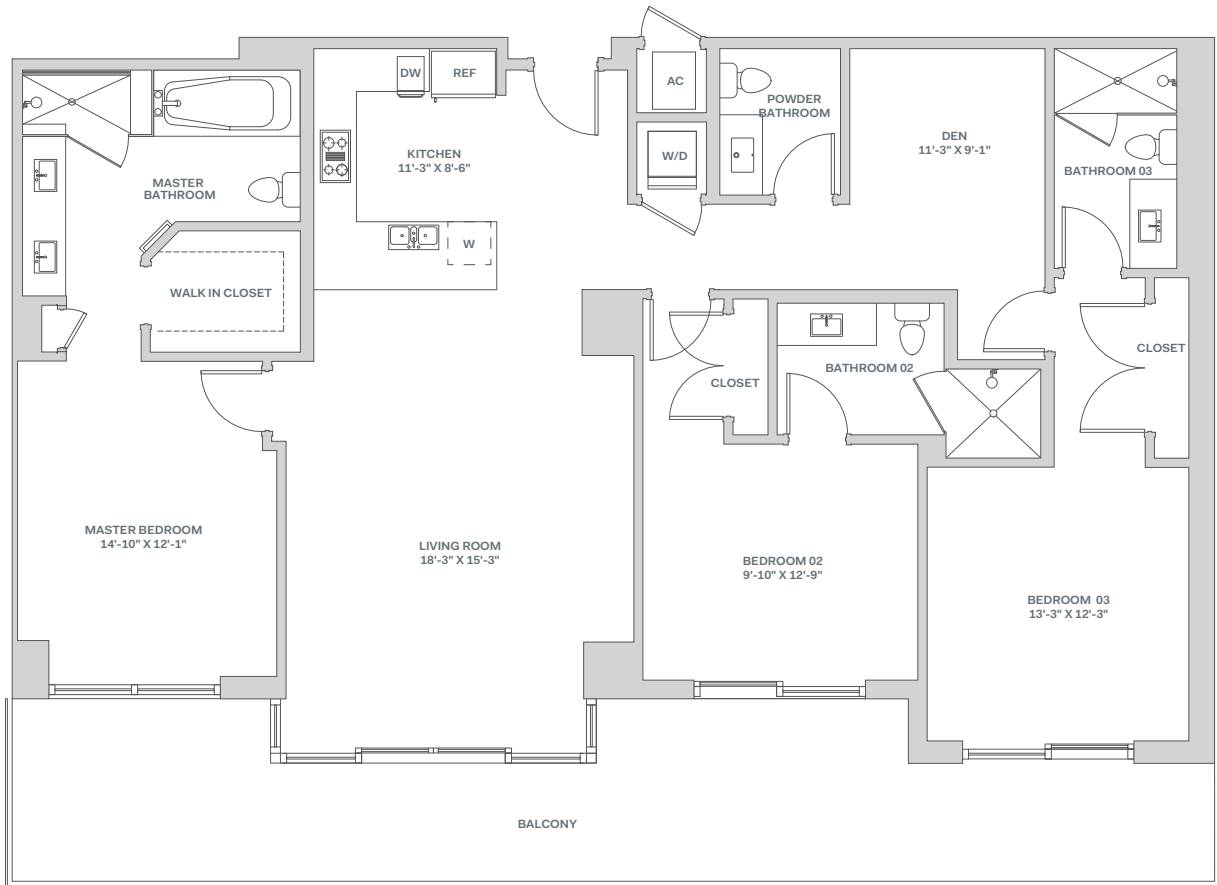 DW
REF
AC
POWDER
BATHROOM
DEN
11'-3" X 9'-1"
KITCHEN
11'-3" X 8'-6"
W/D
BATHROOM 03
MASTER
BATHROOM
W
WALK IN CLOSET
CLOSET
BATHROOM 02
CLOSET
MASTER BEDROOM
14'-10" X 12'-1"
LIVING ROOM
18'-3" X 15'-3"
BEDROOM 02
9'-10" X 12'-9"
BEDROOM 03
13'-3" X 12'-3"
BALCONY